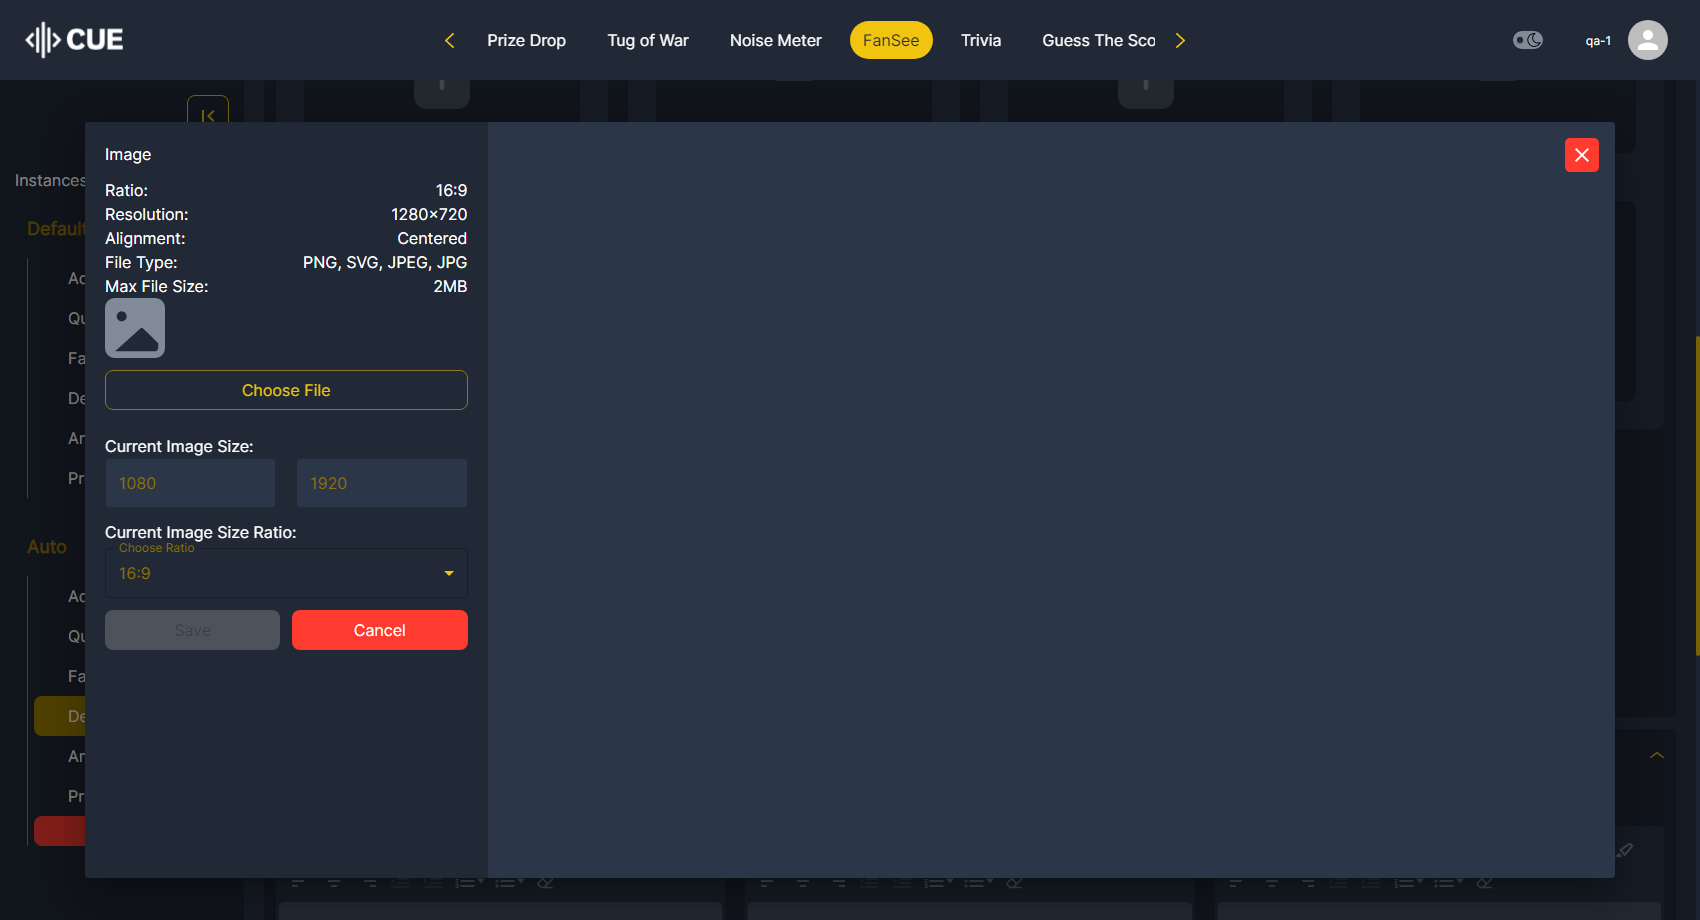 CUE
Prize Drop
Tug of War
Noise Meter
FanSee
Trivia
Guess The Sco
qa-1
Instances
Default
Ac
Qu
Fa
De
Ar
Pr
Auto
Ac
Qu
Fa
De
Ar
Pr
Image
Ratio: 16:9
Resolution: 1280×720
Alignment: Centered
File Type: PNG, SVG, JPEG, JPG
Max File Size: 2MB
Choose File
Current Image Size:
1080 1920
Current Image Size Ratio:
Choose Ratio
16:9
Save Cancel